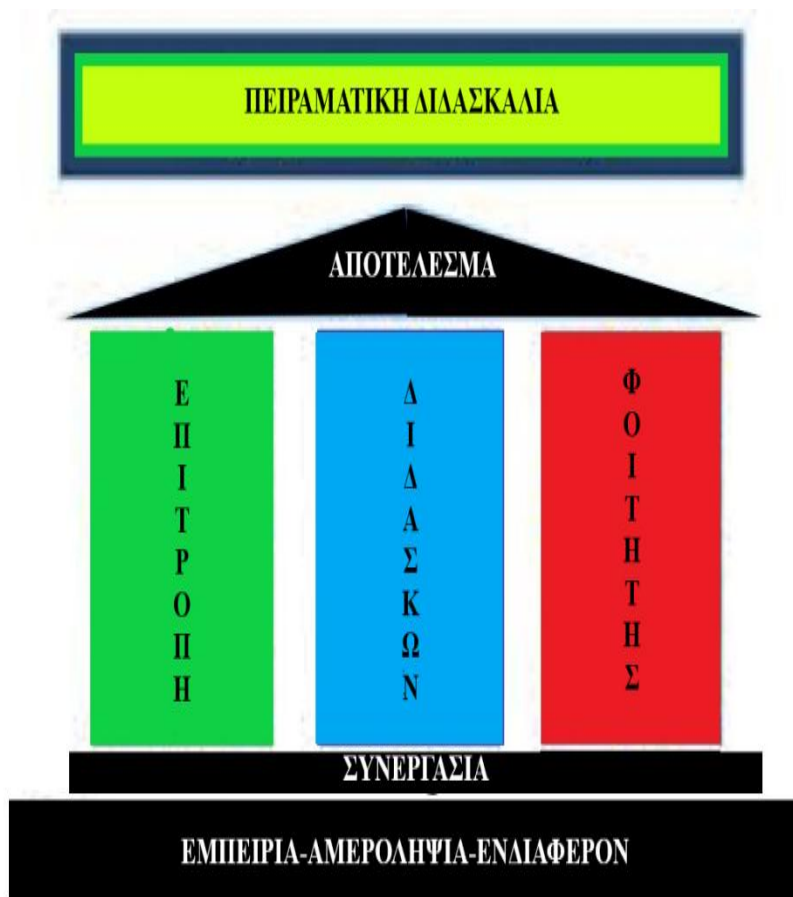 ΠΕΙΡΑΜΑΤΙΚΗ ΔΙΔΑΣΚΑΛΙΑ
ΑΠΟΤΕΛΕΣΜΑ
ΕΠΙΤΡΟΠΗ
ΔΙΔΑΣΚΩΝ
ΦΟΙΤΗΤΗΣ
ΣΥΝΕΡΓΑΣΙΑ
ΕΜΠΕΙΡΙΑ-ΑΜΕΡΟΛΗΨΙΑ-ΕΝΔΙΑΦΕΡΟΝ